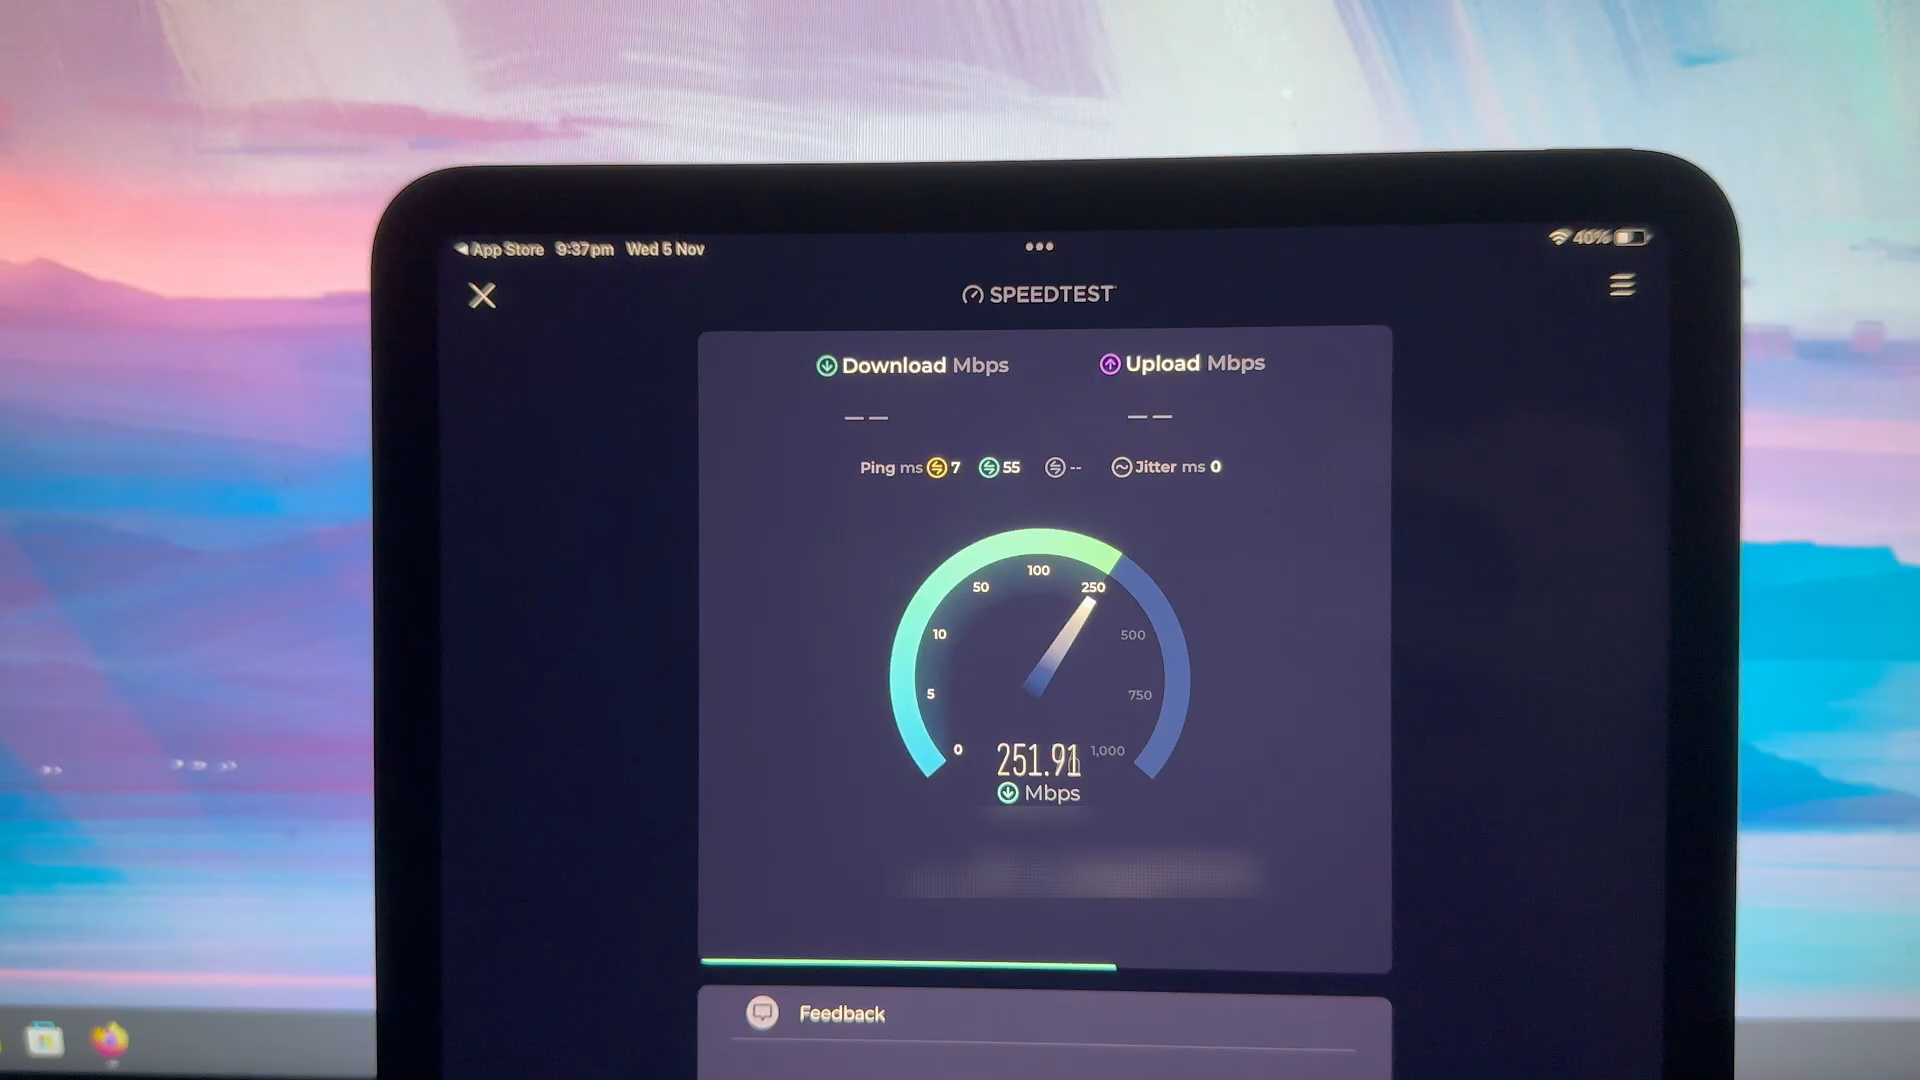 App Store 9:37pm Wed 5 Nov
40%
SPEEDTEST
Download Mbps
Upload Mbps
— —
— —
Ping ms 7 55 -- Jitter ms 0
100
50
250
10
500
5
750
0
1,000
251.91
Mbps
Feedback